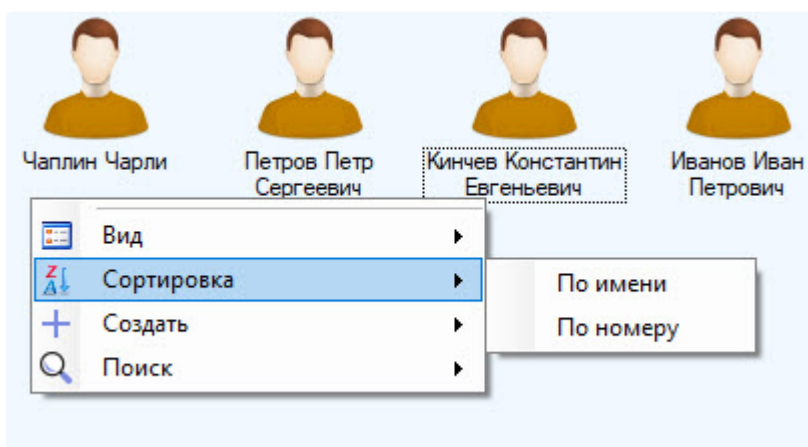 Чаплин Чарли
Петров Петр
Сергеевич
Кинчев Константин
Евгеньевич
Иванов Иван
Петрович
Вид
Сортировка
Создать
Поиск
По имени
По номеру